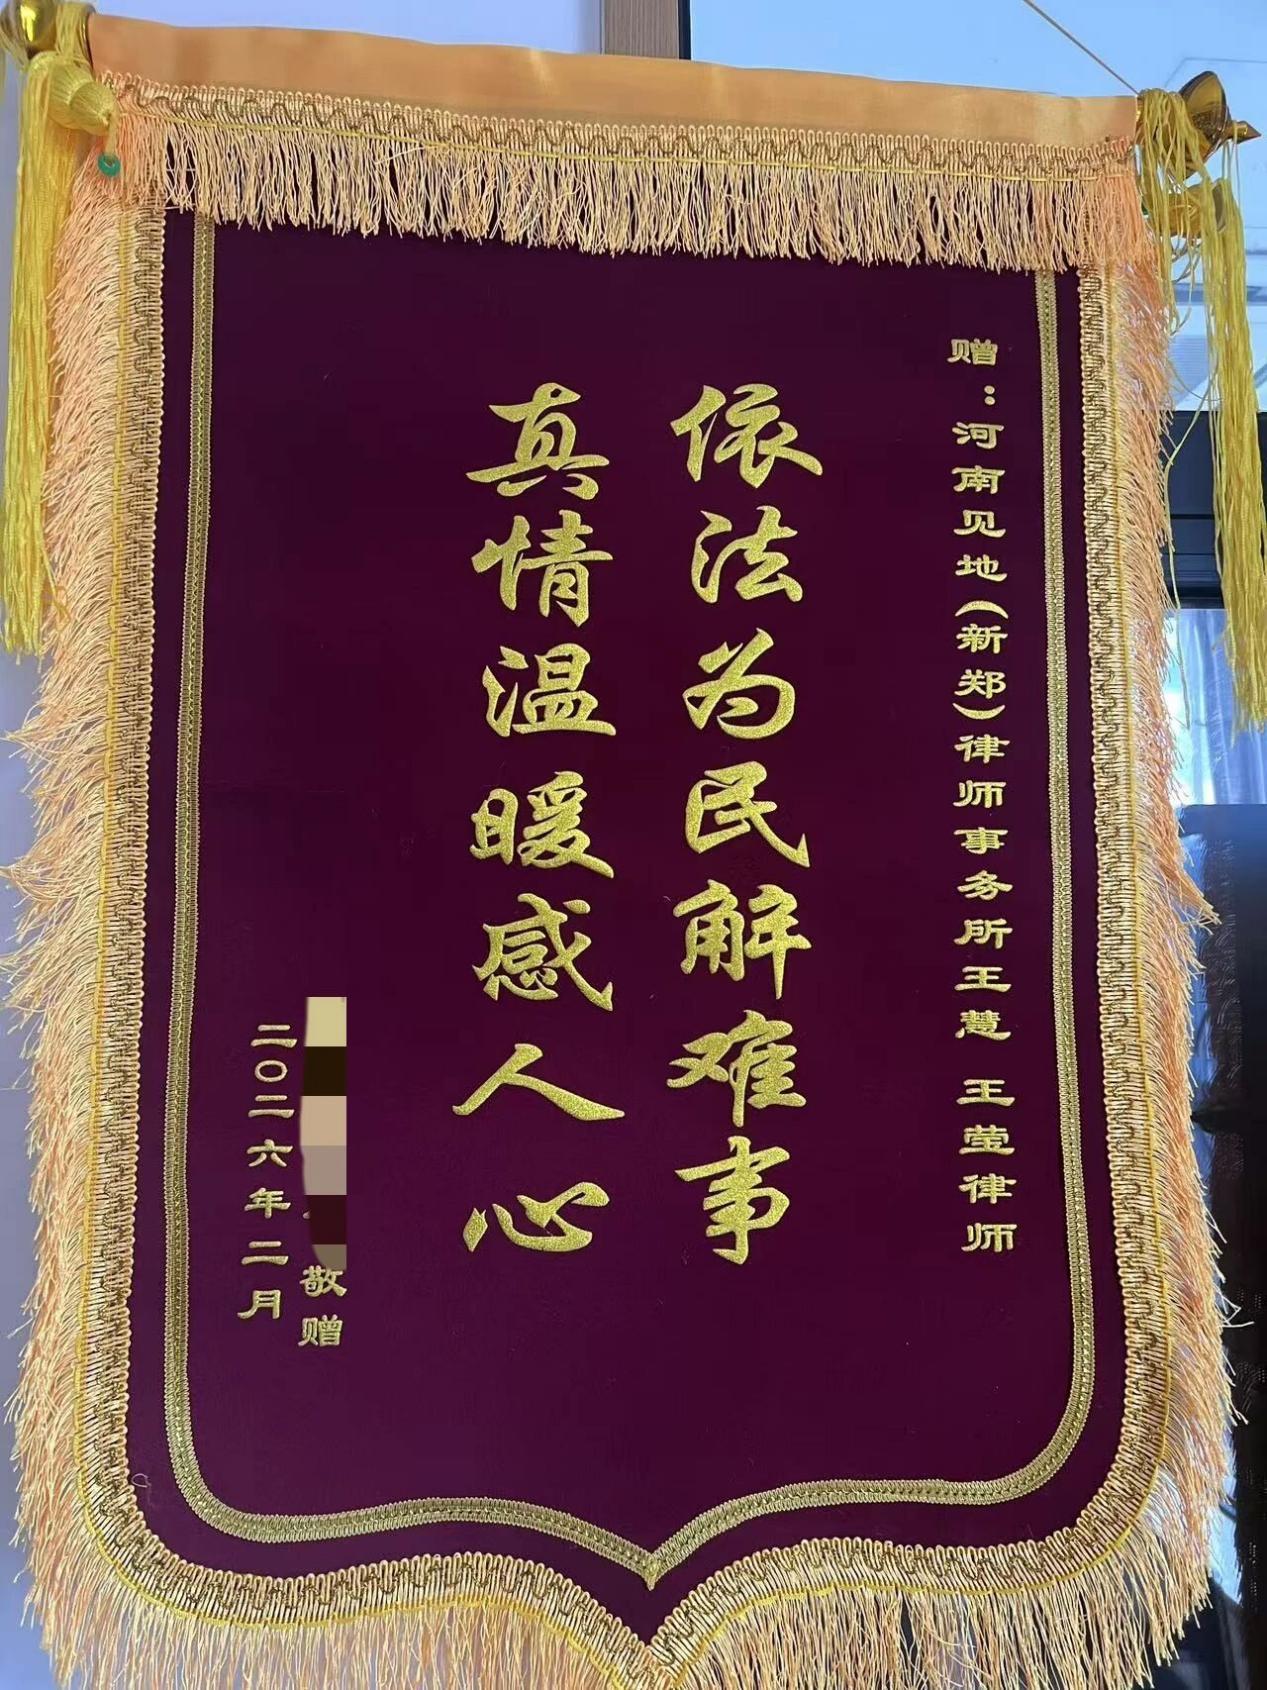 赠：河南见地（新郑）律师事务所王慧 王莹律师
依法为民解难事
真情温暖感人心
敬赠
二〇二六年二月